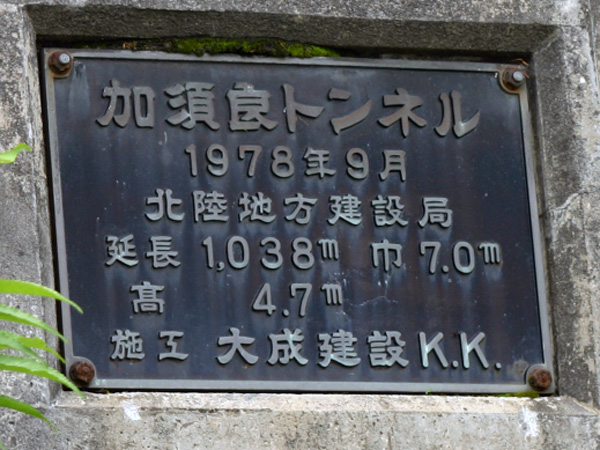 加須良トンネル
1978年9月
北陸地方建設局
延長 1,038m 巾 7.0m
高 4.7m
施工 大成建設K.K.